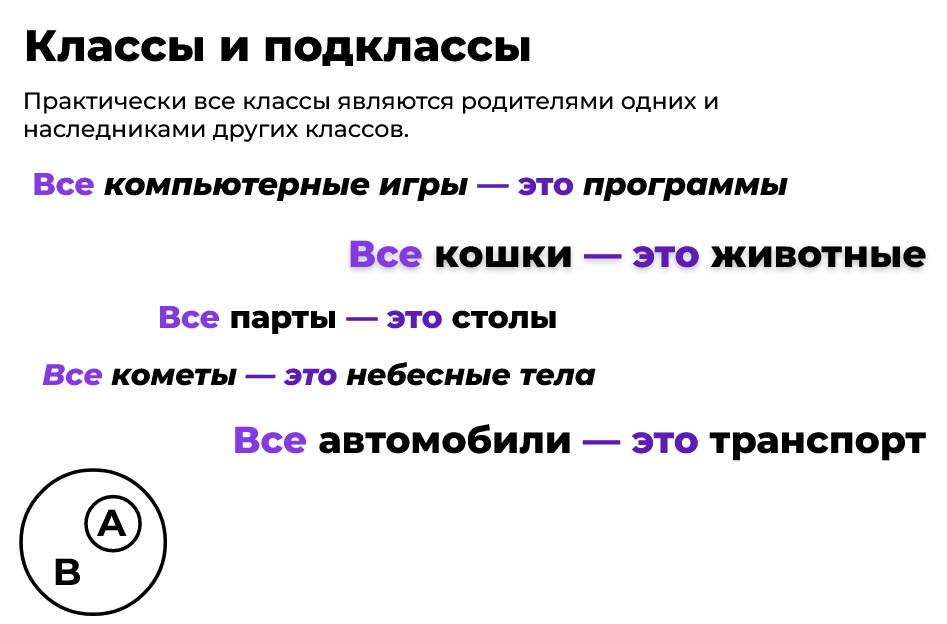 Классы и подклассы
Практически все классы являются родителями одних и
наследниками других классов.
Все компьютерные игры — это программы
Все кошки — это животные
Все парты — это столы
Все кометы — это небесные тела
Все автомобили — это транспорт
A
B